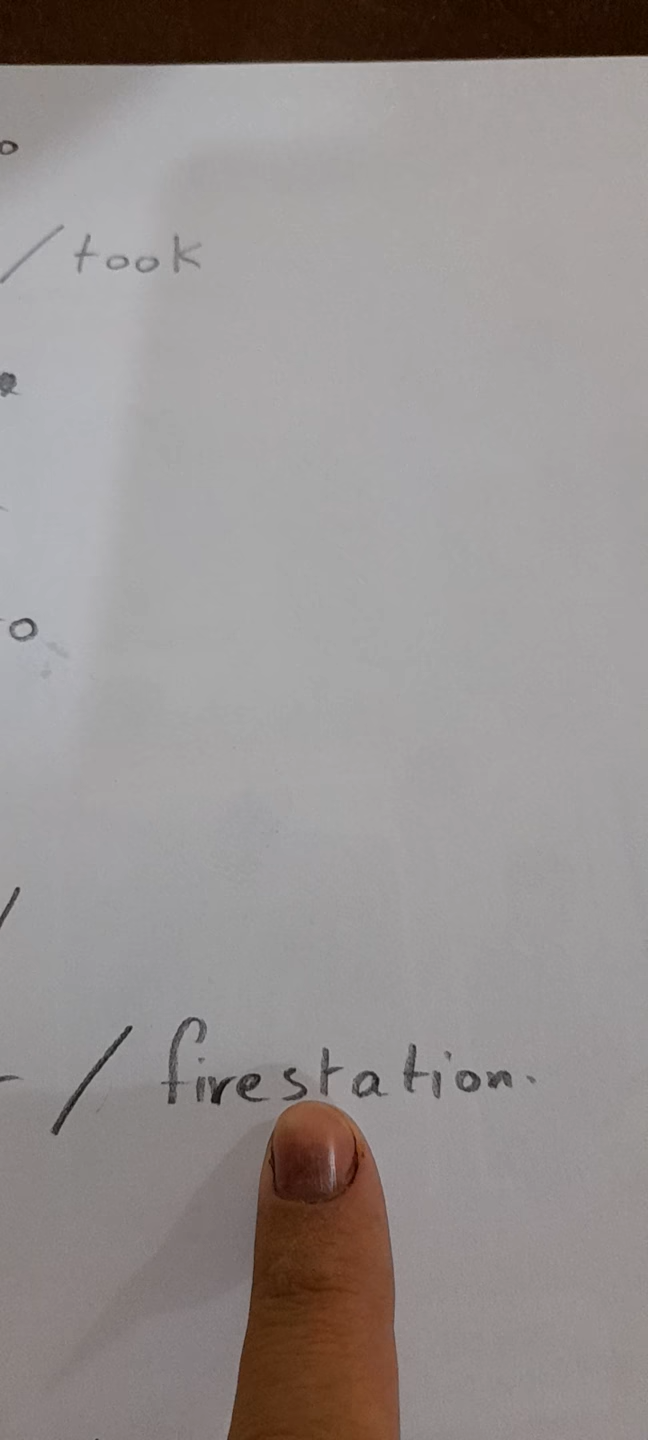 o
/ took
o
/
/ firestation.